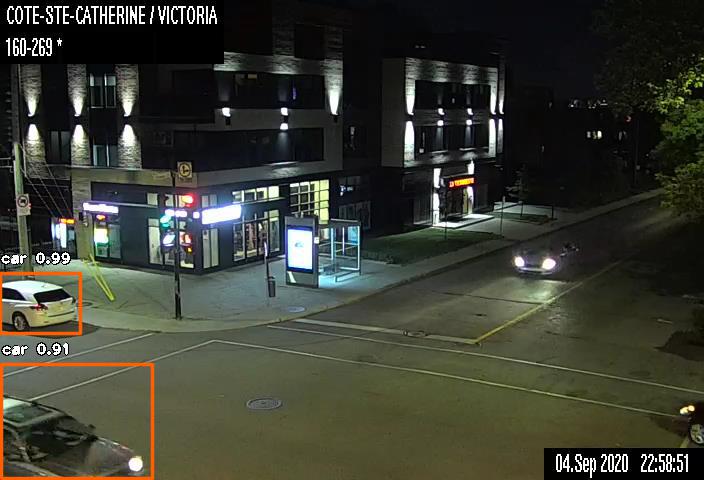 COTE-STE-CATHERINE / VICTORIA
160-269 *
car 0.99
car 0.91
04.Sep 2020 22:58:51